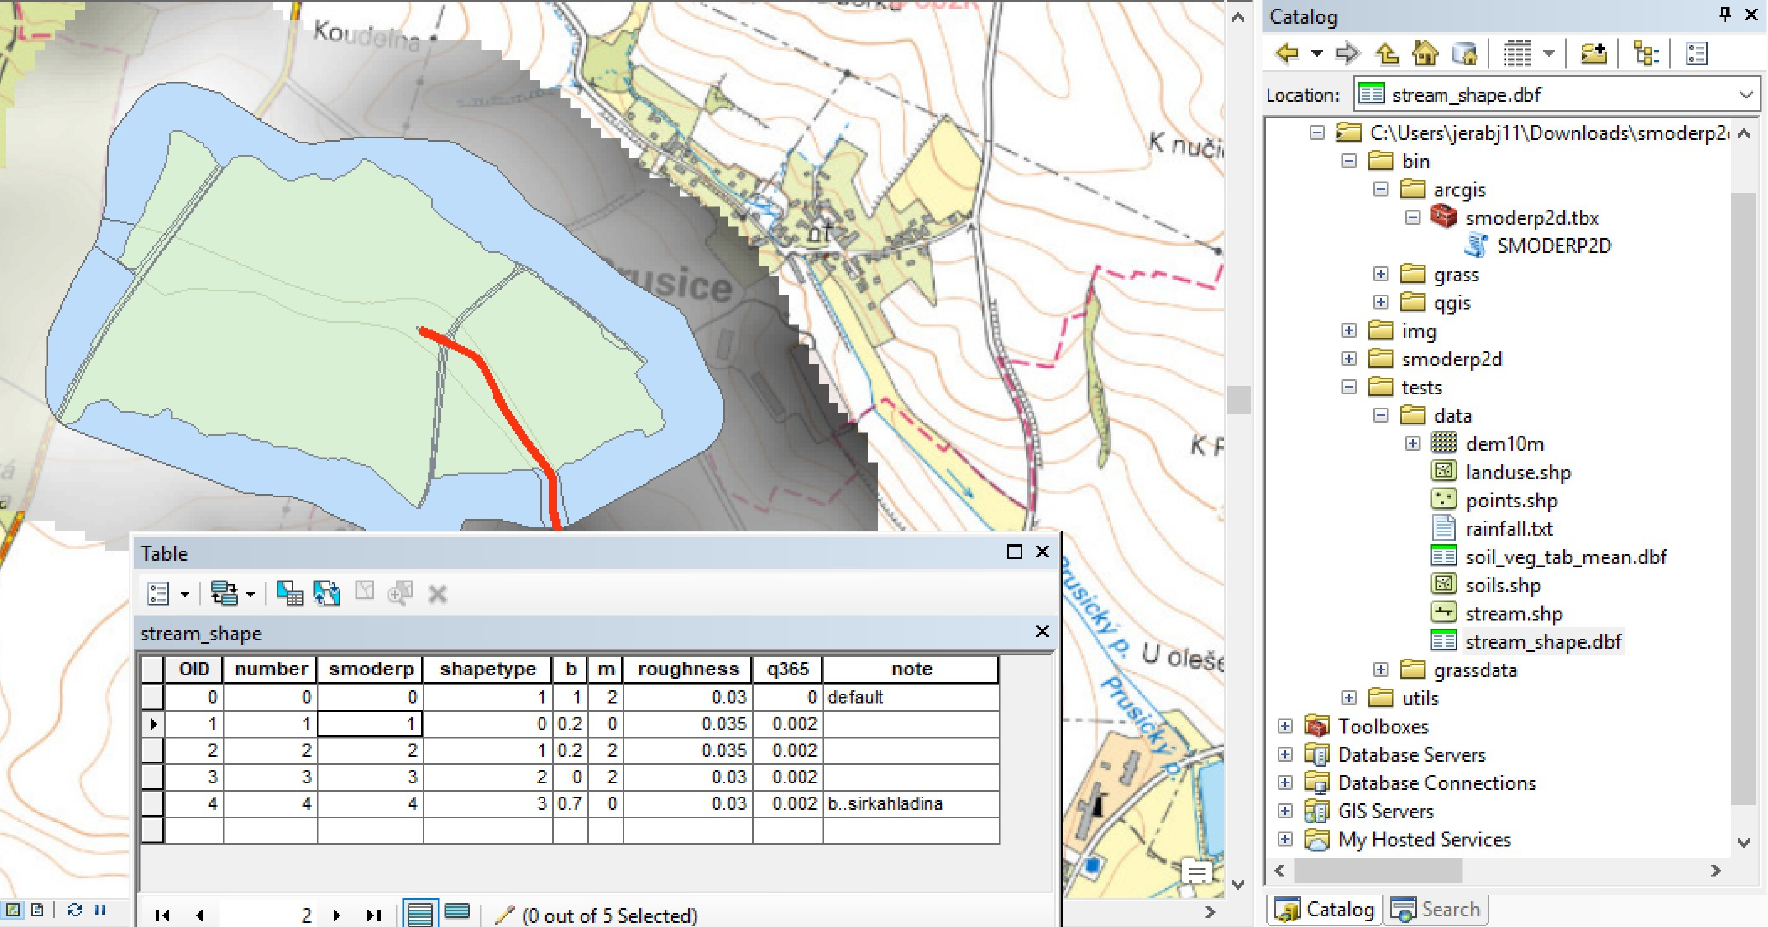 Koudelna
K nučic
Prusice
Prusický p.
Prusický p.
U oleše
Table
stream_shape
OID number smoderp shapetype b m roughness q365 note
0 0 0 1 1 2 0.03 0 default
1 1 1 0 0.2 0 0.035 0.002
2 2 2 1 0.2 2 0.035 0.002
3 3 3 2 0 2 0.03 0.002
4 4 4 3 0.7 0 0.03 0.002 b..sirkahladina
2 (0 out of 5 Selected)
Catalog
Location: stream_shape.dbf
C:\Users\jerabj11\Downloads\smoderp2
bin
arcgis
smoderp2d.tbx
SMODERP2D
grass
qgis
img
smoderp2d
tests
data
dem10m
landuse.shp
points.shp
rainfall.txt
soil_veg_tab_mean.dbf
soils.shp
stream.shp
stream_shape.dbf
grassdata
utils
Toolboxes
Database Servers
Database Connections
GIS Servers
My Hosted Services
Catalog Search